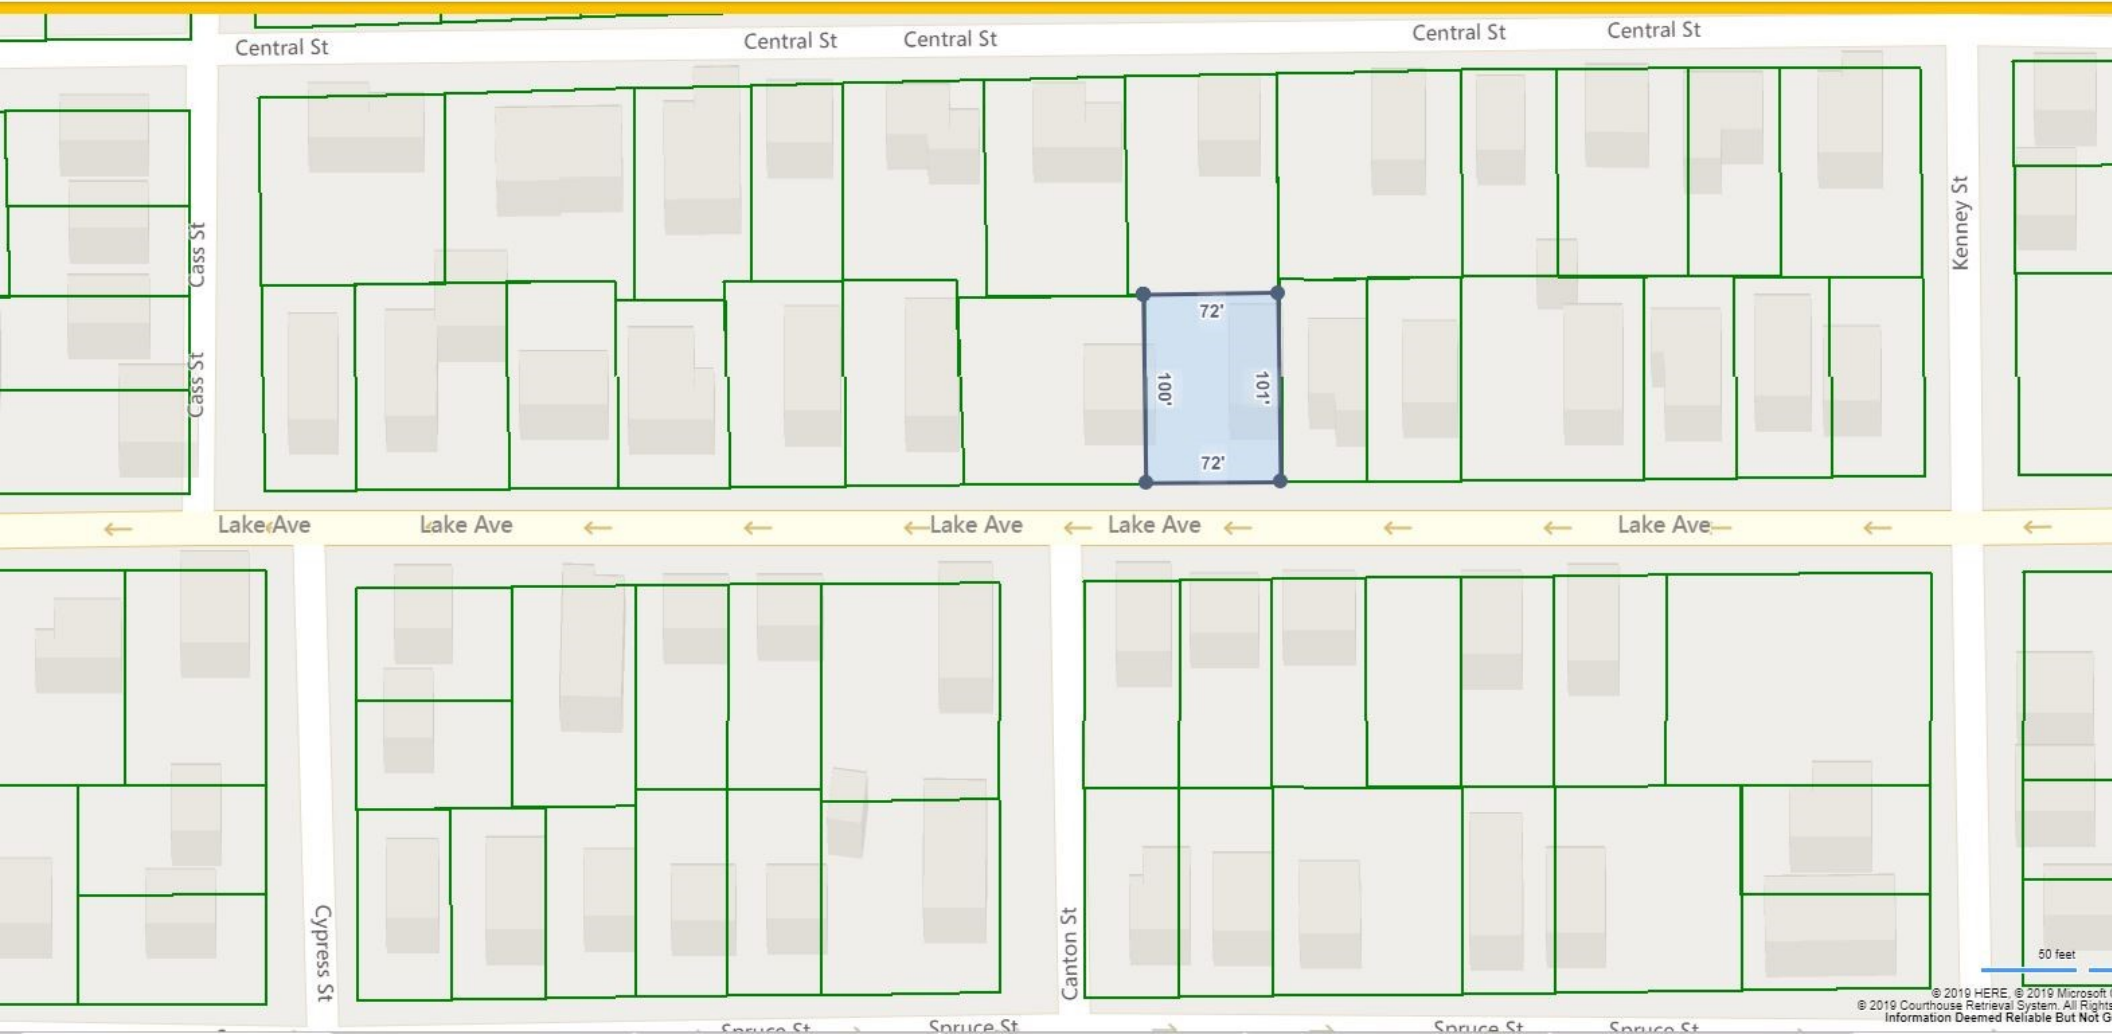 Central St
Central St
Central St
Central St
Central St
Cass St
Kenney St
72'
100'
101'
Cass St
72'
Lake Ave
Lake Ave
Lake Ave
Lake Ave
Lake Ave
Cypress St
Canton St
50 feet
© 2019 HERE, © 2019 Microsoft
© 2019 Courthouse Retrieval System. All Rights
Information Deemed Reliable But Not G
Spruce St
Spruce St
Spruce St
Spruce St